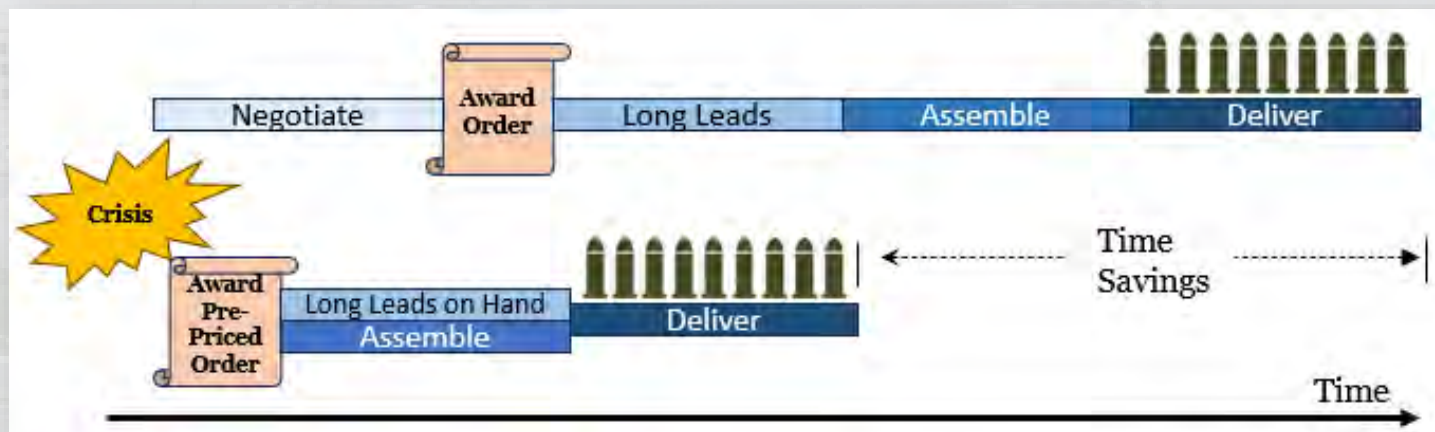 Negotiate
Award
Order
Long Leads
Assemble
Deliver
Crisis
Award
Pre-
Priced
Order
Long Leads on Hand
Assemble
Deliver
Time
Savings
Time